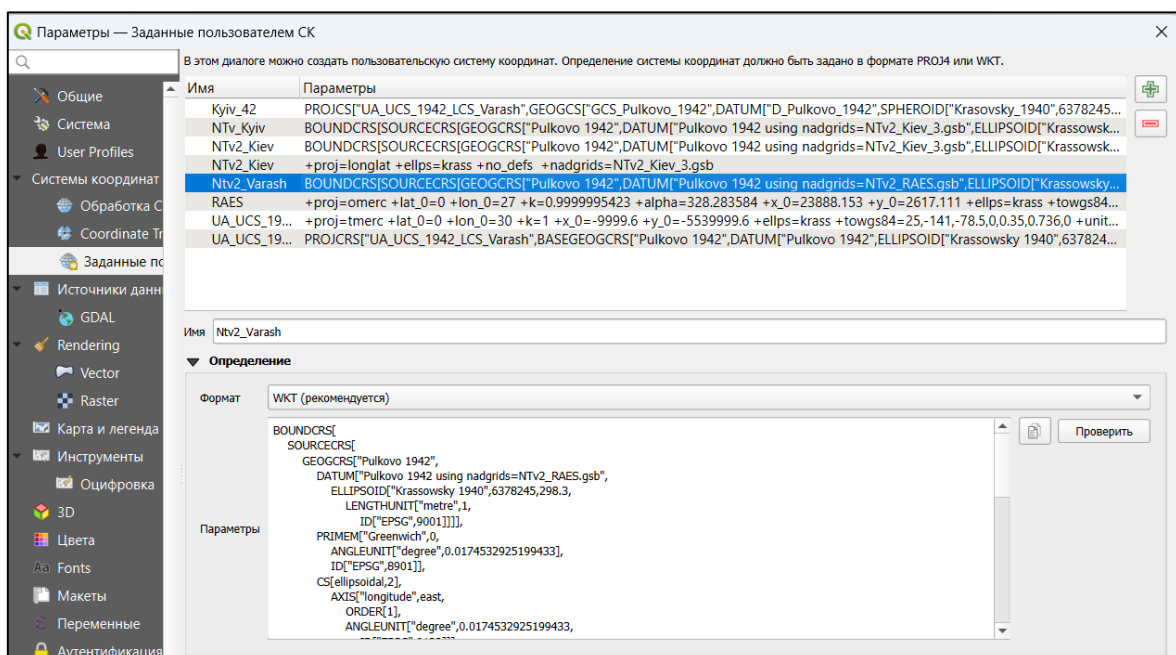 Параметры — Заданные пользователем СК
В этом диалоге можно создать пользовательскую систему координат. Определение системы координат должно быть задано в формате PROJ4 или WKT.
Общие
Система
User Profiles
Системы координат
Обработка С
Coordinate Tr
Заданные по
Источники данн
GDAL
Rendering
Vector
Raster
Карта и легенда
Инструменты
Оцифровка
3D
Цвета
Fonts
Макеты
Переменные
Аутентификация
Имя Параметры
Kyiv_42 PROJCS["UA_UCS_1942_LCS_Varash",GEOGCS["GCS_Pulkovo_1942",DATUM["D_Pulkovo_1942",SPHEROID["Krasovsky_1940",6378245...
NTv_Kyiv BOUNDCRS[SOURCECRS[GEOGCRS["Pulkovo 1942",DATUM["Pulkovo 1942 using nadgrids=NTv2_Kiev_3.gsb",ELLIPSOID["Krassowsk...
NTv2_Kiev BOUNDCRS[SOURCECRS[GEOGCRS["Pulkovo 1942",DATUM["Pulkovo 1942 using nadgrids=NTv2_Kiev_3.gsb",ELLIPSOID["Krassowsk...
NTv2_Kiev +proj=longlat +ellps=krass +no_defs +nadgrids=NTv2_Kiev_3.gsb
Ntv2_Varash BOUNDCRS[SOURCECRS[GEOGCRS["Pulkovo 1942",DATUM["Pulkovo 1942 using nadgrids=NTv2_RAES.gsb",ELLIPSOID["Krassowsky...
RAES +proj=omerc +lat_0=0 +lon_0=27 +k=0.9999995423 +alpha=328.283584 +x_0=23888.153 +y_0=2617.111 +ellps=krass +towgs84...
UA_UCS_19... +proj=tmerc +lat_0=0 +lon_0=30 +k=1 +x_0=-9999.6 +y_0=-5539999.6 +ellps=krass +towgs84=25,-141,-78.5,0,0.35,0.736,0 +unit...
UA_UCS_19... PROJCRS["UA_UCS_1942_LCS_Varash",BASEGEOGCRS["Pulkovo 1942",DATUM["Pulkovo 1942",ELLIPSOID["Krassowsky 1940",637824...
Имя Ntv2_Varash
Определение
Формат WKT (рекомендуется)
Параметры
BOUNDCRS[
SOURCECRS[
GEOGCRS["Pulkovo 1942",
DATUM["Pulkovo 1942 using nadgrids=NTv2_RAES.gsb",
ELLIPSOID["Krassowsky 1940",6378245,298.3,
LENGTHUNIT["metre",1,
ID["EPSG",9001]]]],
PRIMEM["Greenwich",0,
ANGLEUNIT["degree",0.0174532925199433],
ID["EPSG",8901]],
CS[ellipsoidal,2],
AXIS["longitude",east,
ORDER[1],
ANGLEUNIT["degree",0.0174532925199433,
Проверить